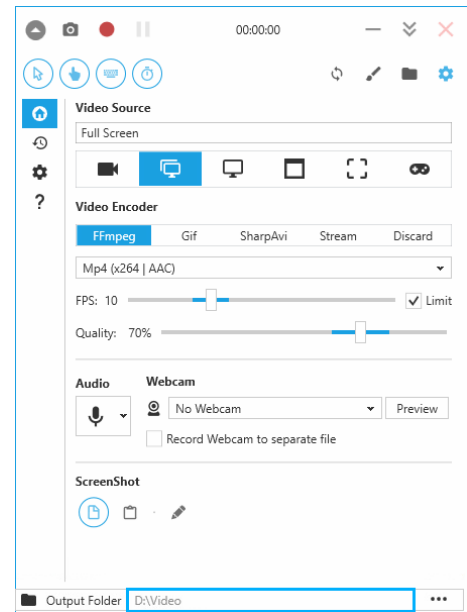 00:00:00
Video Source
Full Screen
Video Encoder
FFmpeg Gif SharpAvi Stream Discard
Mp4 (x264 | AAC)
FPS: 10 Limit
Quality: 70%
Audio Webcam
No Webcam Preview
Record Webcam to separate file
ScreenShot
Output Folder D:\Video